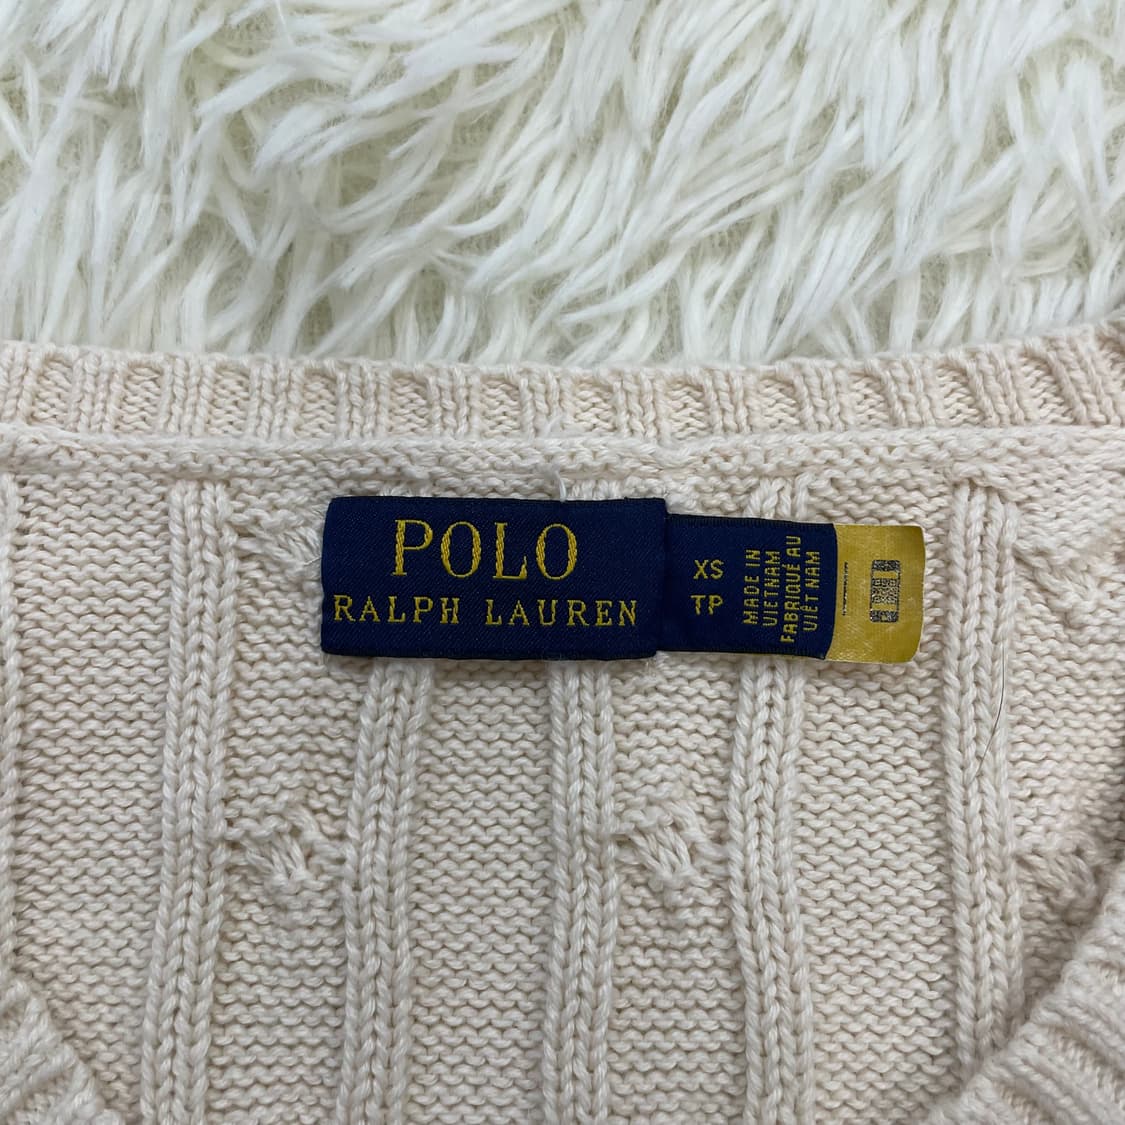 POLO
RALPH LAUREN
XS
TP
MADE IN
VIETNAM
FABRIQUÉ AU
VIÊT NAM